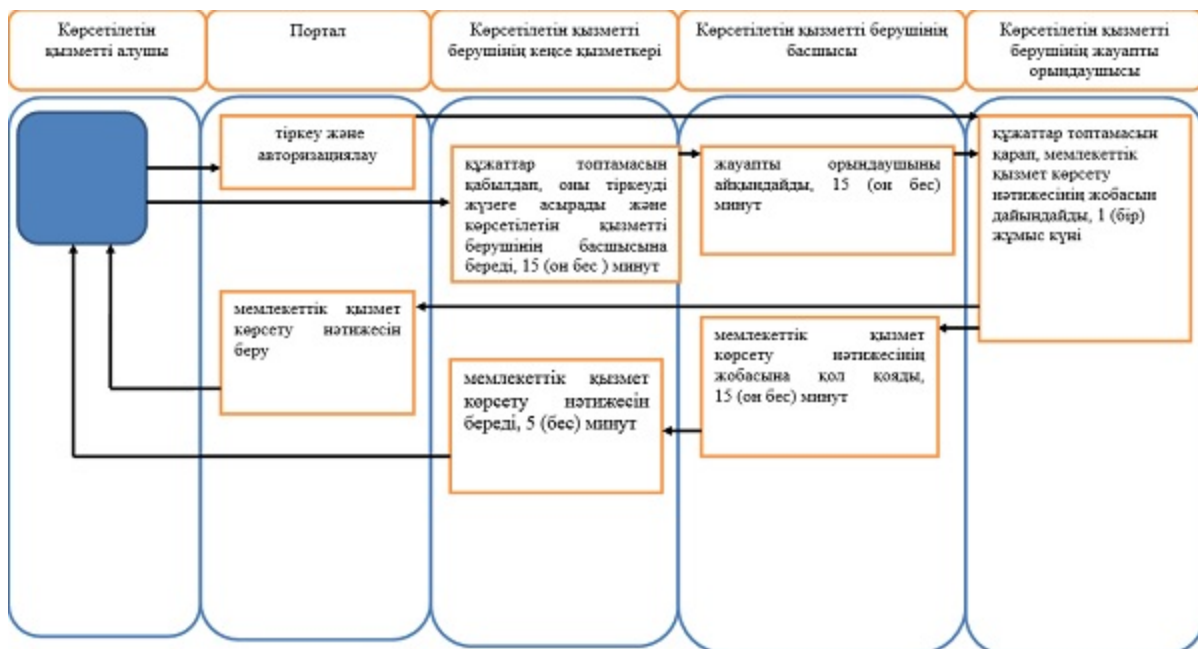 Көрсетілетін
қызметті алушы
Портал
Көрсетілетін қызметті
берушінің кеңсе қызметкері
Көрсетілетін қызметті берушінің
басшысы
Көрсетілетін қызметті
берушінің жауапты
орындаушысы
тіркеу және
авторизациялау
құжаттар топтамасын
қабылдап, оны тіркеуді
жүзеге асырады және
көрсетілетін қызметті
берушінің басшысына
береді, 15 (он бес ) минут
жауапты орындаушыны
айқындайды, 15 (он бес)
минут
құжаттар топтамасын
қарап, мемлекеттік
қызмет көрсету
нәтижесінің жобасын
дайындайды, 1 (бір)
жұмыс күні
мемлекеттік қызмет
көрсету нәтижесін
беру
мемлекеттік қызмет
көрсету нәтижесін
береді, 5 (бес) минут
мемлекеттік қызмет
көрсету нәтижесінің
жобасына қол қояды,
15 (он бес) минут